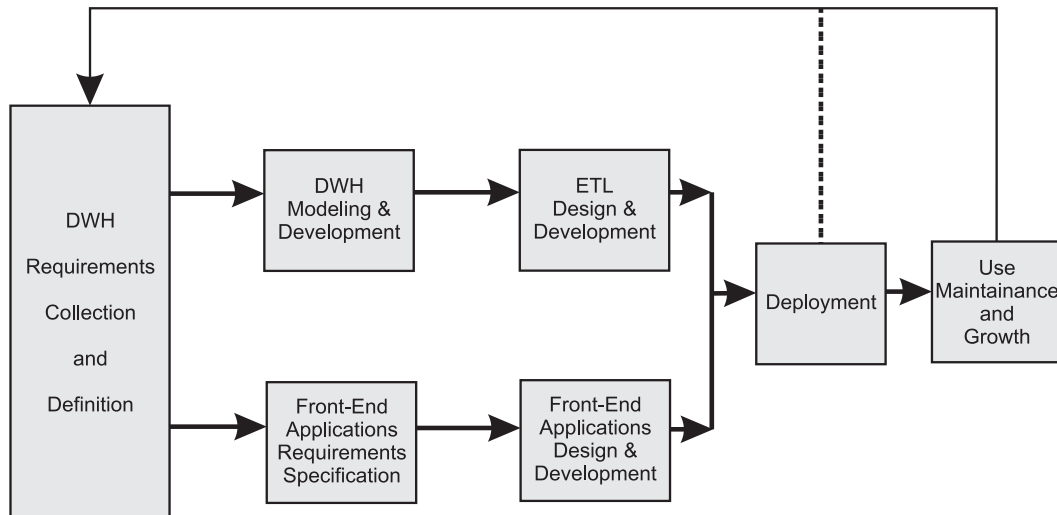 DWH
Requirements
Collection
and
Definition
DWH
Modeling &
Development
ETL
Design &
Development
Front-End
Applications
Requirements
Specification
Front-End
Applications
Design &
Development
Deployment
Use
Maintainance
and
Growth